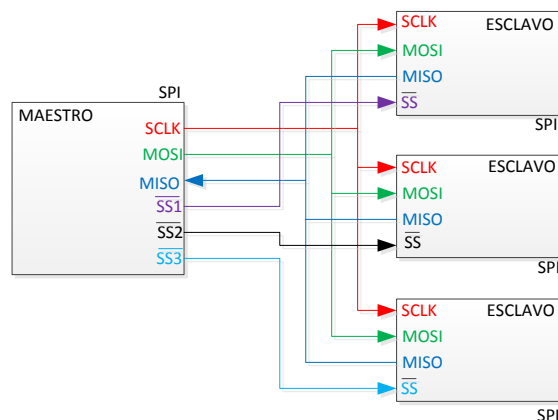 SPI
MAESTRO
SCLK
MOSI
MISO
SS1
SS2
SS3
SCLK
ESCLAVO
MOSI
MISO
SS
SPI
SCLK
ESCLAVO
MOSI
MISO
SS
SPI
SCLK
ESCLAVO
MOSI
MISO
SS
SPI